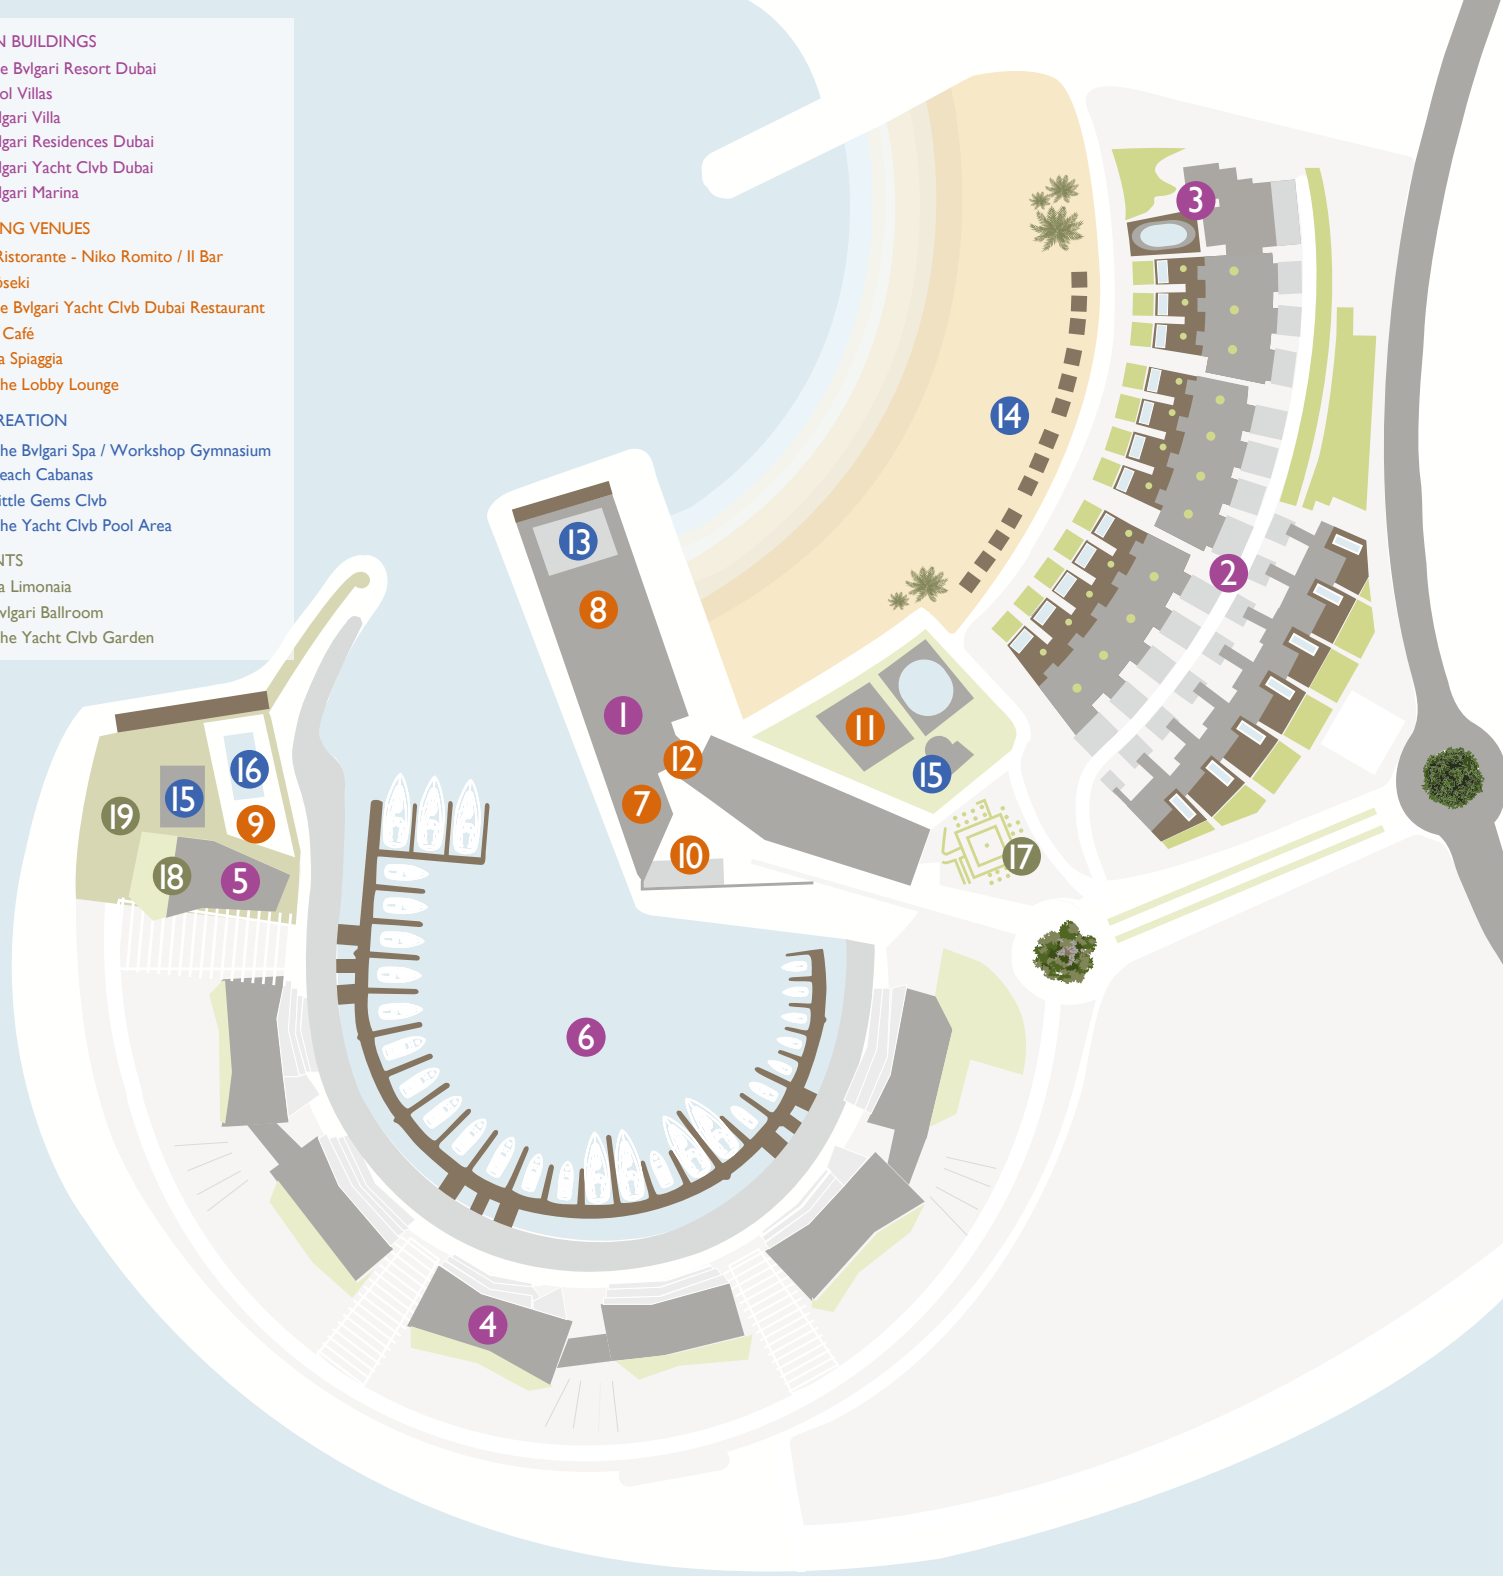 N BUILDINGS
e Bvlgari Resort Dubai
ol Villas
lgari Villa
lgari Residences Dubai
lgari Yacht Clvb Dubai
lgari Marina
NG VENUES
Ristorante - Niko Romito / Il Bar
ōseki
e Bvlgari Yacht Clvb Dubai Restaurant
Café
a Spiaggia
he Lobby Lounge
REATION
he Bvlgari Spa / Workshop Gymnasium
each Cabanas
ittle Gems Clvb
he Yacht Clvb Pool Area
NTS
a Limonaia
vlgari Ballroom
he Yacht Clvb Garden
3
14
13
2
8
1
12
11
15
16
15
7
19
9
10
17
18
5
6
4